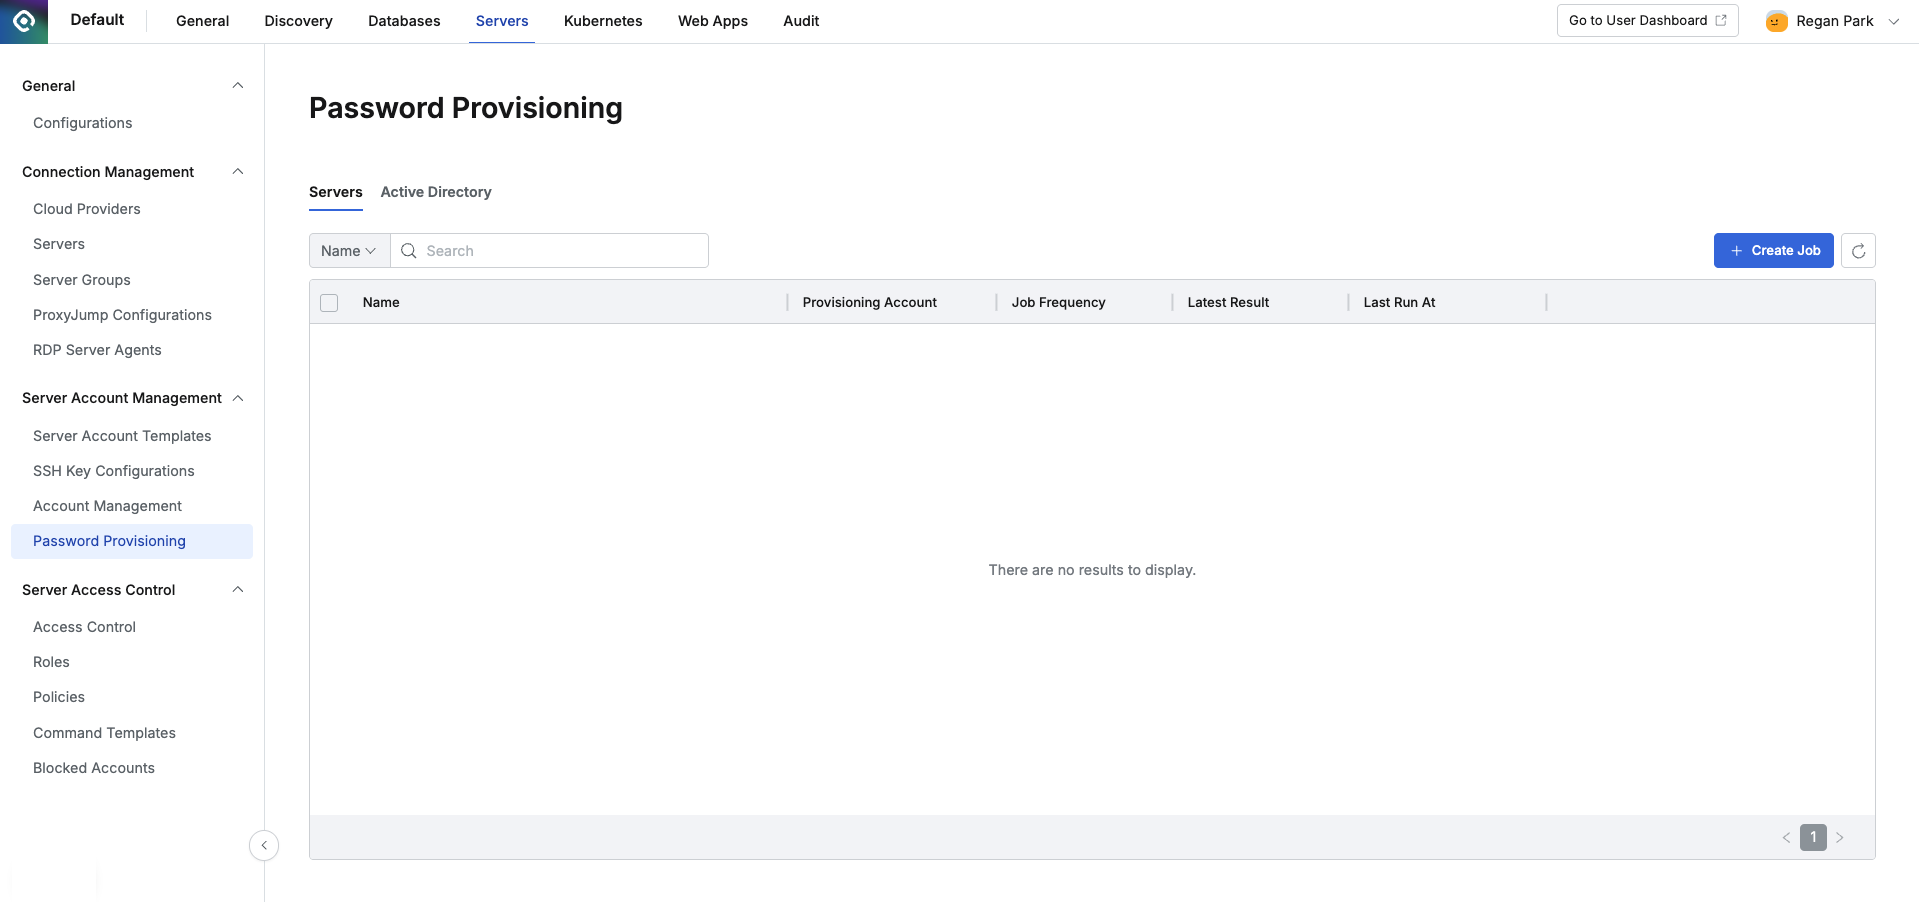 Default
General
Discovery
Databases
Servers
Kubernetes
Web Apps
Audit
Go to User Dashboard
Regan Park
General
Configurations
Connection Management
Cloud Providers
Servers
Server Groups
ProxyJump Configurations
RDP Server Agents
Server Account Management
Server Account Templates
SSH Key Configurations
Account Management
Password Provisioning
Server Access Control
Access Control
Roles
Policies
Command Templates
Blocked Accounts
Password Provisioning
Servers
Active Directory
Name
Search
Create Job
Name
Provisioning Account
Job Frequency
Latest Result
Last Run At
There are no results to display.
1